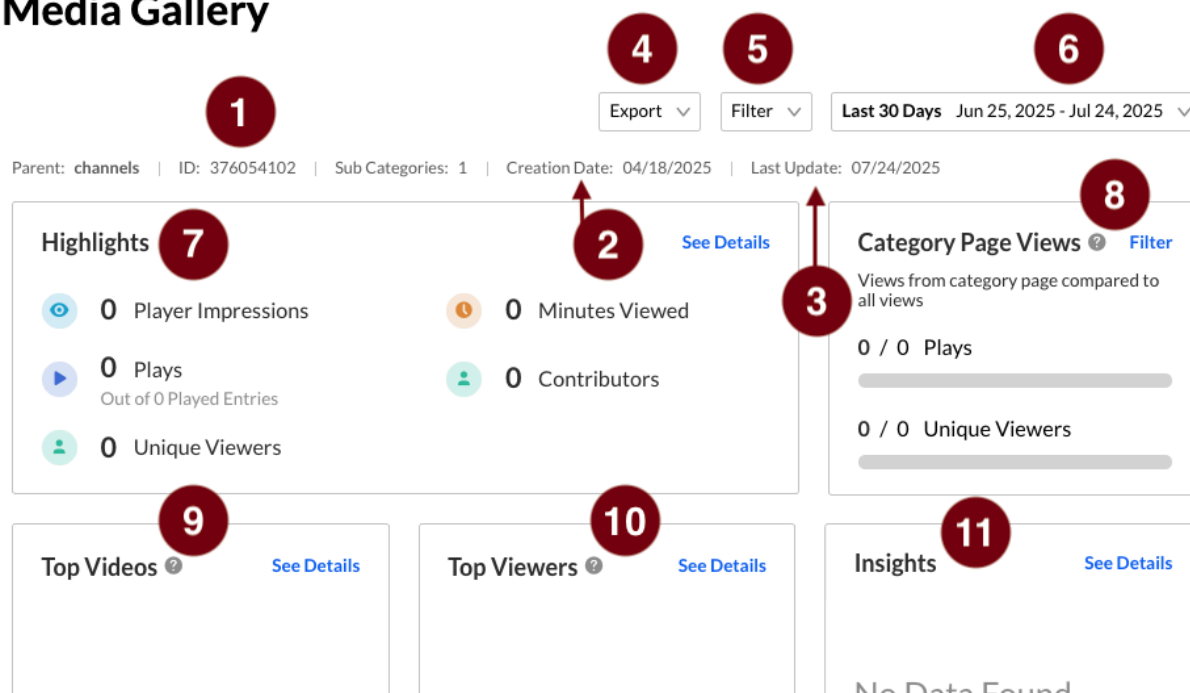 Media Gallery
4
5
6
1
Export
Filter
Last 30 Days Jun 25, 2025 - Jul 24, 2025
Parent: channels | ID: 376054102 | Sub Categories: 1 | Creation Date: 04/18/2025 | Last Update: 07/24/2025
Highlights
7
2
See Details
0 Player Impressions
0 Minutes Viewed
0 Plays
Out of 0 Played Entries
0 Contributors
0 Unique Viewers
3
8
Category Page Views ?
Filter
Views from category page compared to
all views
0 / 0 Plays
0 / 0 Unique Viewers
9
Top Videos ?
See Details
10
Top Viewers ?
See Details
11
Insights
See Details
No Data Found